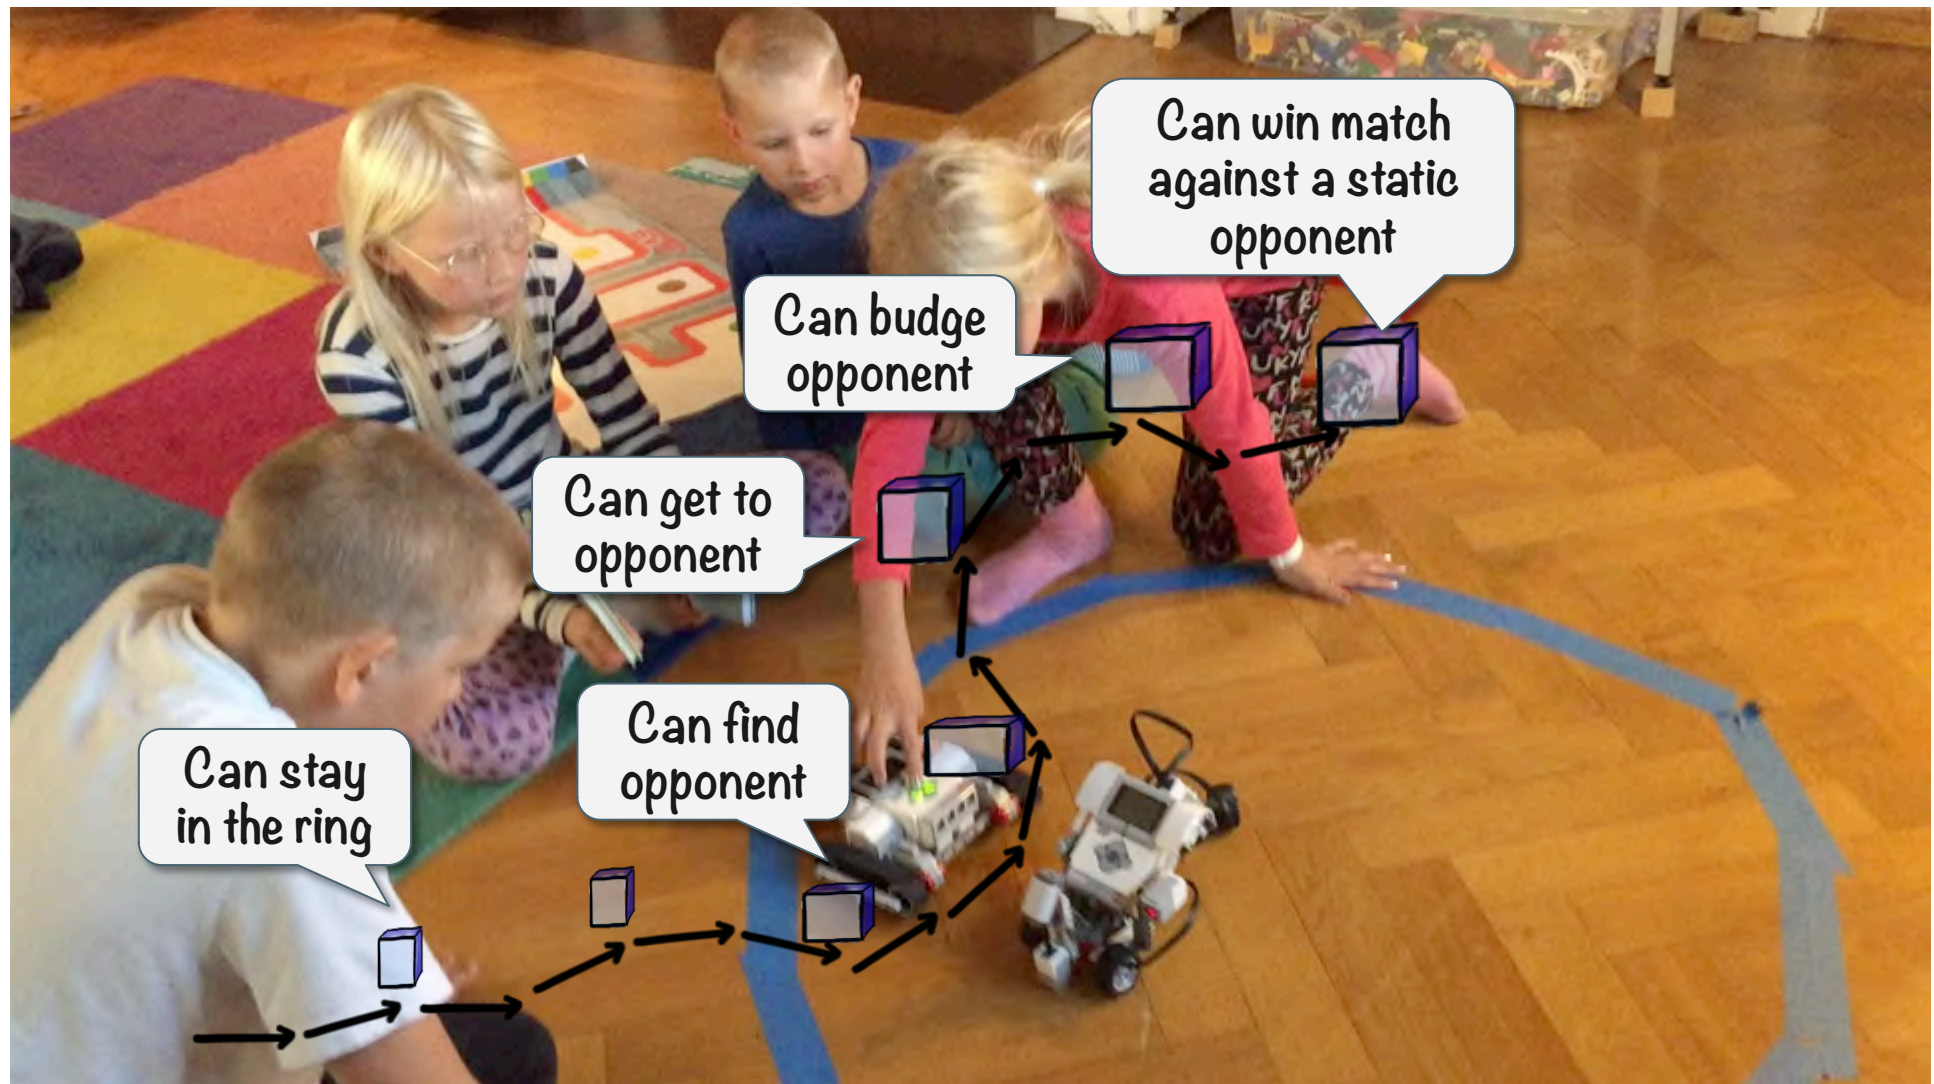 Can win match
against a static
opponent
Can budge
opponent
Can get to
opponent
Can find
opponent
Can stay
in the ring